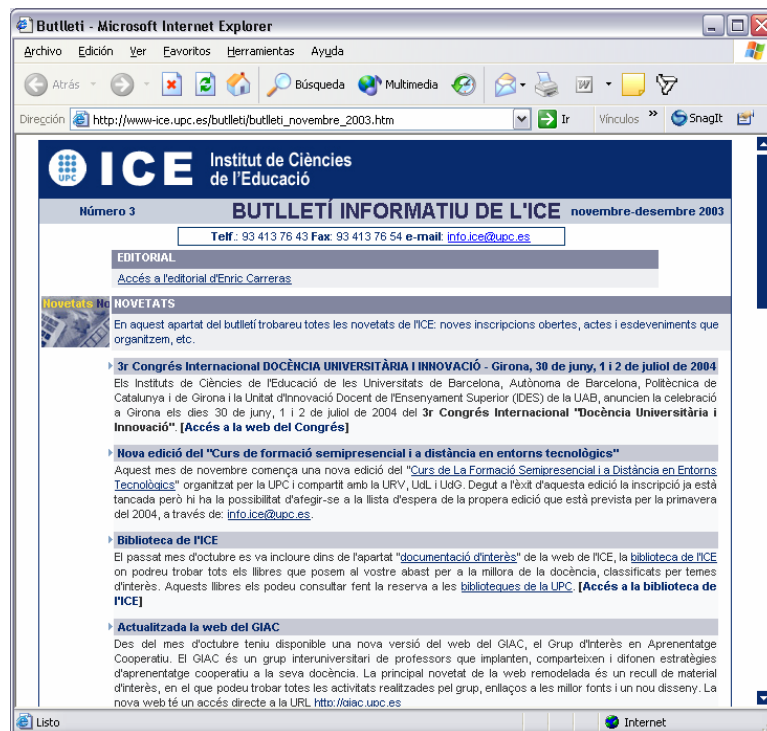 Butlleti - Microsoft Internet Explorer
Archivo Edición Ver Favoritos Herramientas Ayuda
Atrás Búsqueda Multimedia
Dirección http://www-ice.upc.es/butlleti/butlleti_novembre_2003.htm Ir Vínculos » SnagIt
UPC ICE Institut de Ciències
de l'Educació
Número 3 BUTLLETÍ INFORMATIU DE L'ICE novembre-desembre 2003
Telf.: 93 413 76 43 Fax: 93 413 76 54 e-mail: info.ice@upc.es
EDITORIAL
Accés a l'editorial d'Enric Carreras
Novetats No NOVETATS
En aquest apartat del butlletí trobareu totes les novetats de l'ICE: noves inscripcions obertes, actes i esdeveniments que
organitzem, etc.
3r Congrés Internacional DOCÈNCIA UNIVERSITÀRIA I INNOVACIÓ - Girona, 30 de juny, 1 i 2 de juliol de 2004
Els Instituts de Ciències de l'Educació de les Universitats de Barcelona, Autònoma de Barcelona, Politècnica de
Catalunya i de Girona i la Unitat d'Innovació Docent de l'Ensenyament Superior (IDES) de la UAB, anuncien la celebració
a Girona els dies 30 de juny, 1 i 2 de juliol de 2004 del 3r Congrés Internacional "Docència Universitària i
Innovació". [Accés a la web del Congrés]
Nova edició del "Curs de formació semipresencial i a distància en entorns tecnològics"
Aquest mes de novembre comença una nova edició del "Curs de La Formació Semipresencial i a Distància en Entorns
Tecnològics" organitzat per la UPC i compartit amb la URV, UdL i UdG. Degut a l'èxit d'aquesta edició la inscripció ja està
tancada però hi ha la possibilitat d'afegir-se a la llista d'espera de la propera edició que està prevista per la primavera
del 2004, a través de: info.ice@upc.es.
Biblioteca de l'ICE
El passat mes d'octubre es va incloure dins de l'apartat "documentació d'interès" de la web de l'ICE, la biblioteca de l'ICE
on podreu trobar tots els llibres que posem al vostre abast per a la millora de la docència, classificats per temes
d'interès. Aquests llibres els podeu consultar fent la reserva a les biblioteques de la UPC. [Accés a la biblioteca de
l'ICE]
Actualitzada la web del GIAC
Des del mes d'octubre teniu disponible una nova versió del web del GIAC, el Grup d'Interès en Aprenentatge
Cooperatiu. El GIAC és un grup interuniversitari de professors que implanten, comparteixen i difonen estratègies
d'aprenentatge cooperatiu a la seva docència. La principal novetat de la web remodelada és un recull de material
d'interès, en el que podeu trobar totes les activitats realitzades pel grup, enllaços a les millor fonts i un nou disseny. La
nova web té un accés directe a la URL http://giac.upc.es
Listo Internet